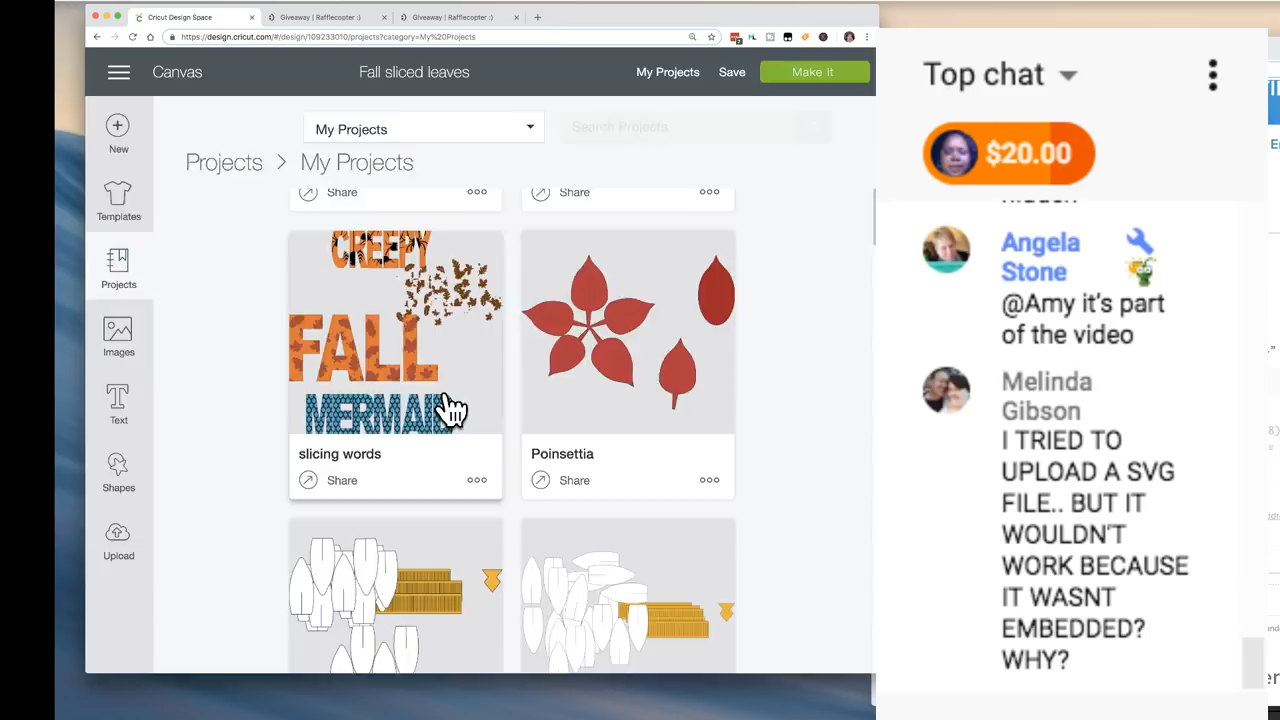 Cricut Design Space
Giveaway | Rafflecopter :)
Giveaway | Rafflecopter :)
https://design.cricut.com/#/design/109233010/projects?category=My%20Projects
Canvas
Fall sliced leaves
My Projects
Save
Make It
New
Templates
Projects
Images
Text
Shapes
Upload
My Projects
Search Projects
Projects > My Projects
Share
Share
CREEPY
FALL
FALL
slicing words
Share
Poinsettia
Share
Top chat
$20.00
Angela
Stone
@Amy it's part
of the video
Melinda
Gibson
I TRIED TO
UPLOAD A SVG
FILE.. BUT IT
WOULDN'T
WORK BECAUSE
IT WASNT
EMBEDDED?
WHY?